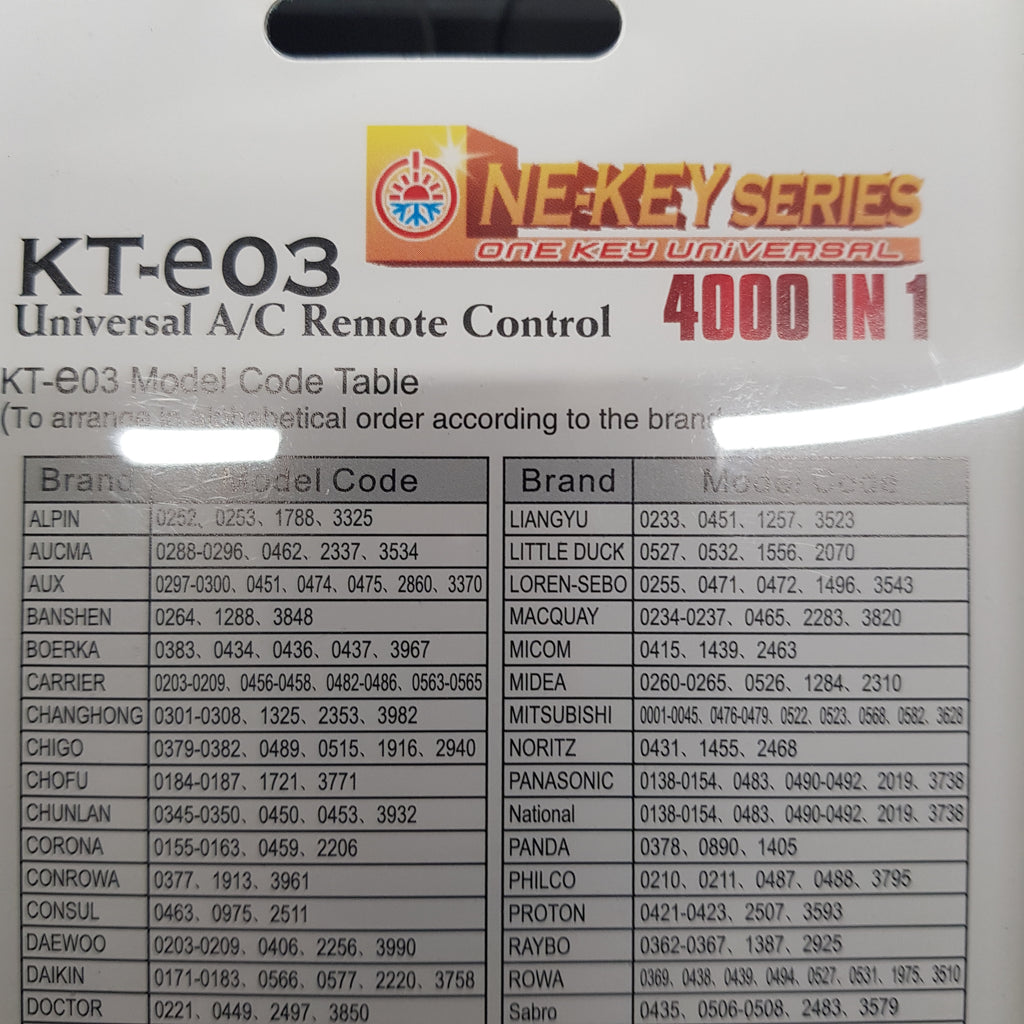 ONE-KEY SERIES
ONE KEY UNIVERSAL
KT-e03
Universal A/C Remote Control
4000 IN 1
KT-e03 Model Code Table
(To arrange in alphabetical order according to the brand
Brand Model Code
ALPIN 0252、0253、1788、3325
AUCMA 0288-0296、0462、2337、3534
AUX 0297-0300、0451、0474、0475、2860、3370
BANSHEN 0264、1288、3848
BOERKA 0383、0434、0436、0437、3967
CARRIER 0203-0209、0456-0458、0482-0486、0563-0565
CHANGHONG 0301-0308、1325、2353、3982
CHIGO 0379-0382、0489、0515、1916、2940
CHOFU 0184-0187、1721、3771
CHUNLAN 0345-0350、0450、0453、3932
CORONA 0155-0163、0459、2206
CONROWA 0377、1913、3961
CONSUL 0463、0975、2511
DAEWOO 0203-0209、0406、2256、3990
DAIKIN 0171-0183、0566、0577、2220、3758
DOCTOR 0221、0449、2497、3850
Brand Model Code
LIANGYU 0233、0451、1257、3523
LITTLE DUCK 0527、0532、1556、2070
LOREN-SEBO 0255、0471、0472、1496、3543
MACQUAY 0234-0237、0465、2283、3820
MICOM 0415、1439、2463
MIDEA 0260-0265、0526、1284、2310
MITSUBISHI 0001-0045、0476-0479、0522、0523、0568、0582、3628
NORITZ 0431、1455、2468
PANASONIC 0138-0154、0483、0490-0492、2019、3738
National 0138-0154、0483、0490-0492、2019、3738
PANDA 0378、0890、1405
PHILCO 0210、0211、0487、0488、3795
PROTON 0421-0423、2507、3593
RAYBO 0362-0367、1387、2925
ROWA 0369、0438、0439、0494、0527、0531、1975、3510
Sabro 0435、0506-0508、2483、3579